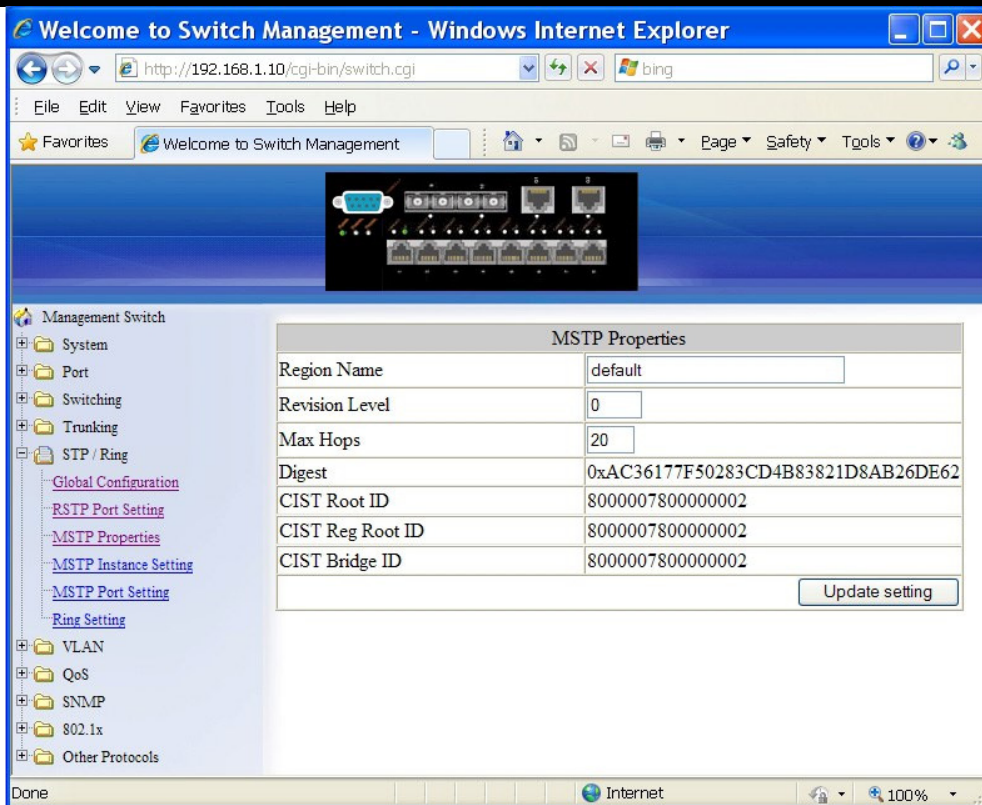 Welcome to Switch Management - Windows Internet Explorer
http://192.168.1.10/cgi-bin/switch.cgi
bing
File Edit View Favorites Tools Help
Favorites
Welcome to Switch Management
Page Safety Tools
Management Switch
System
Port
Switching
Trunking
STP / Ring
Global Configuration
RSTP Port Setting
MSTP Properties
MSTP Instance Setting
MSTP Port Setting
Ring Setting
VLAN
QoS
SNMP
802.1x
Other Protocols
MSTP Properties
Region Name default
Revision Level 0
Max Hops 20
Digest 0xAC36177F50283CD4B83821D8AB26DE62
CIST Root ID 8000007800000002
CIST Reg Root ID 8000007800000002
CIST Bridge ID 8000007800000002
Update setting
Done
Internet
100%